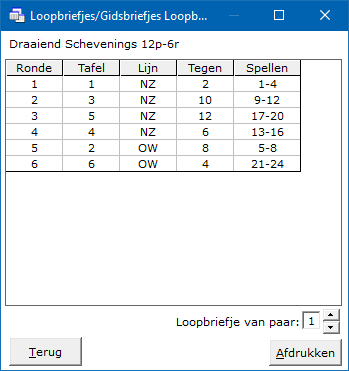 Loopbriefjes/Gidsbriefjes Loopb...
Draaiend Schevenings 12p-6r
Ronde Tafel Lijn Tegen Spellen
1 1 NZ 2 1-4
2 3 NZ 10 9-12
3 5 NZ 12 17-20
4 4 NZ 6 13-16
5 2 OW 8 5-8
6 6 OW 4 21-24
Loopbriefje van paar: 1
Terug Afdrukken